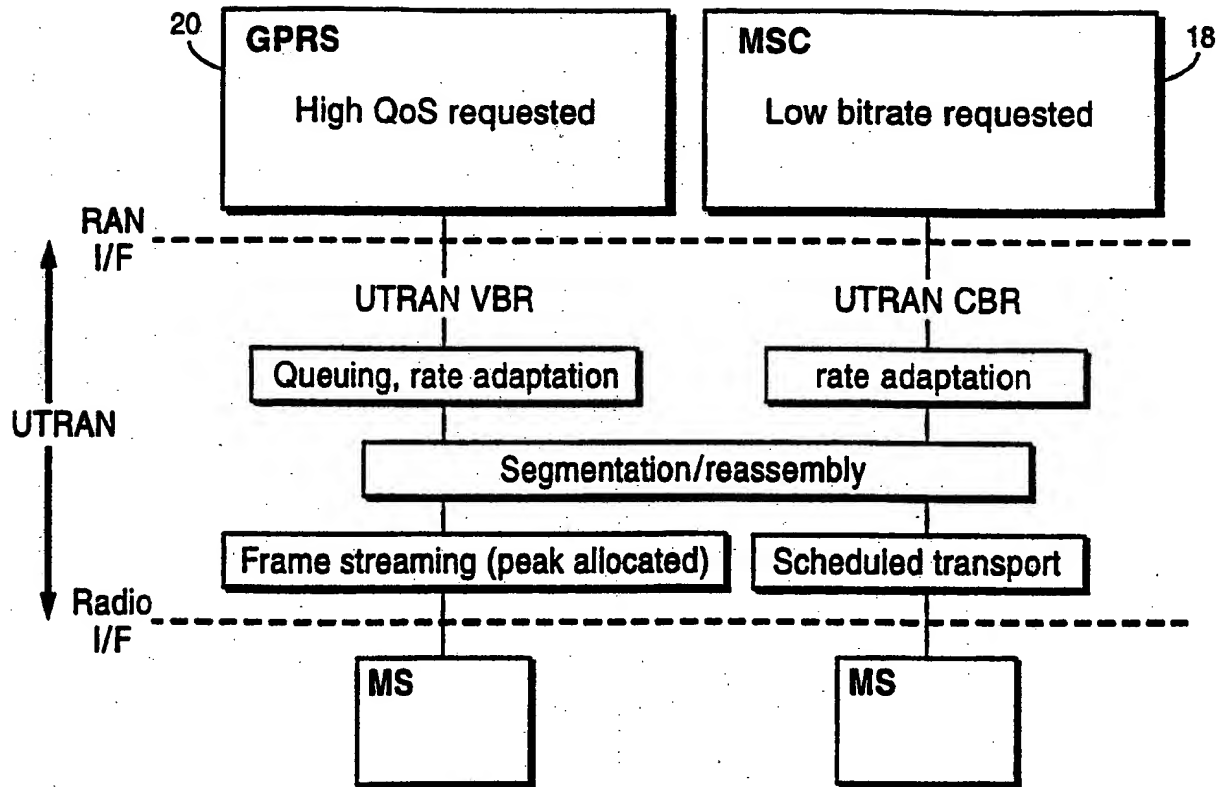 20
GPRS
High QoS requested
MSC
18
Low bitrate requested
RAN
I/F
UTRAN VBR
UTRAN CBR
Queuing, rate adaptation
rate adaptation
UTRAN
Segmentation/reassembly
Frame streaming (peak allocated)
Scheduled transport
Radio
I/F
MS
MS